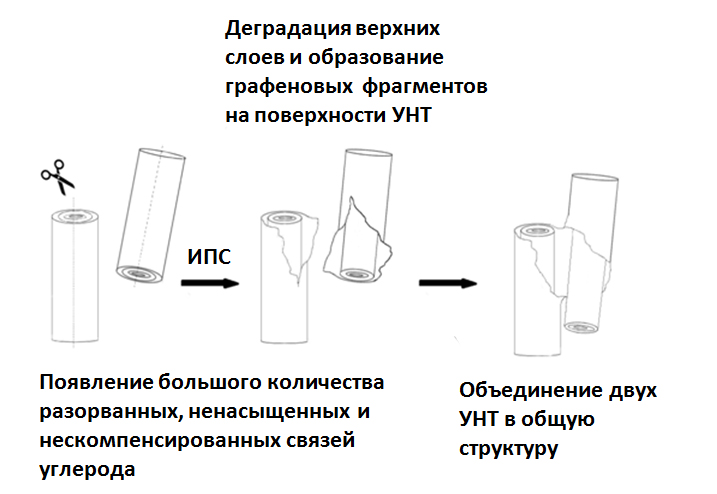 Деградация верхних
слоев и образование
графеновых фрагментов
на поверхности УНТ
ИПС
Появление большого количества
разорванных, ненасыщенных и
нескомпенсированных связей
углерода
Объединение двух
УНТ в общую
структуру